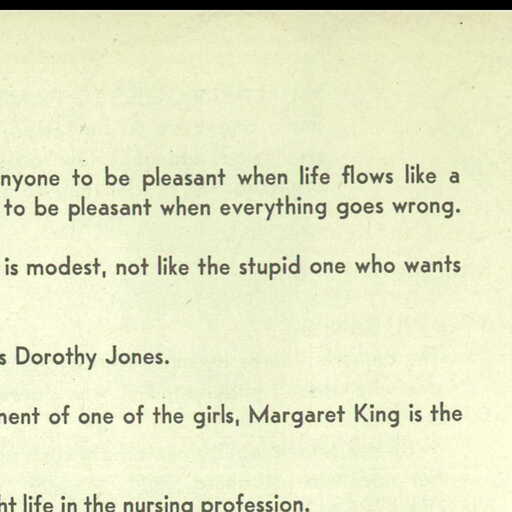 nyone to be pleasant when life flows like a
to be pleasant when everything goes wrong.
is modest, not like the stupid one who wants
s Dorothy Jones.
ment of one of the girls, Margaret King is the
ht life in the nursing profession.